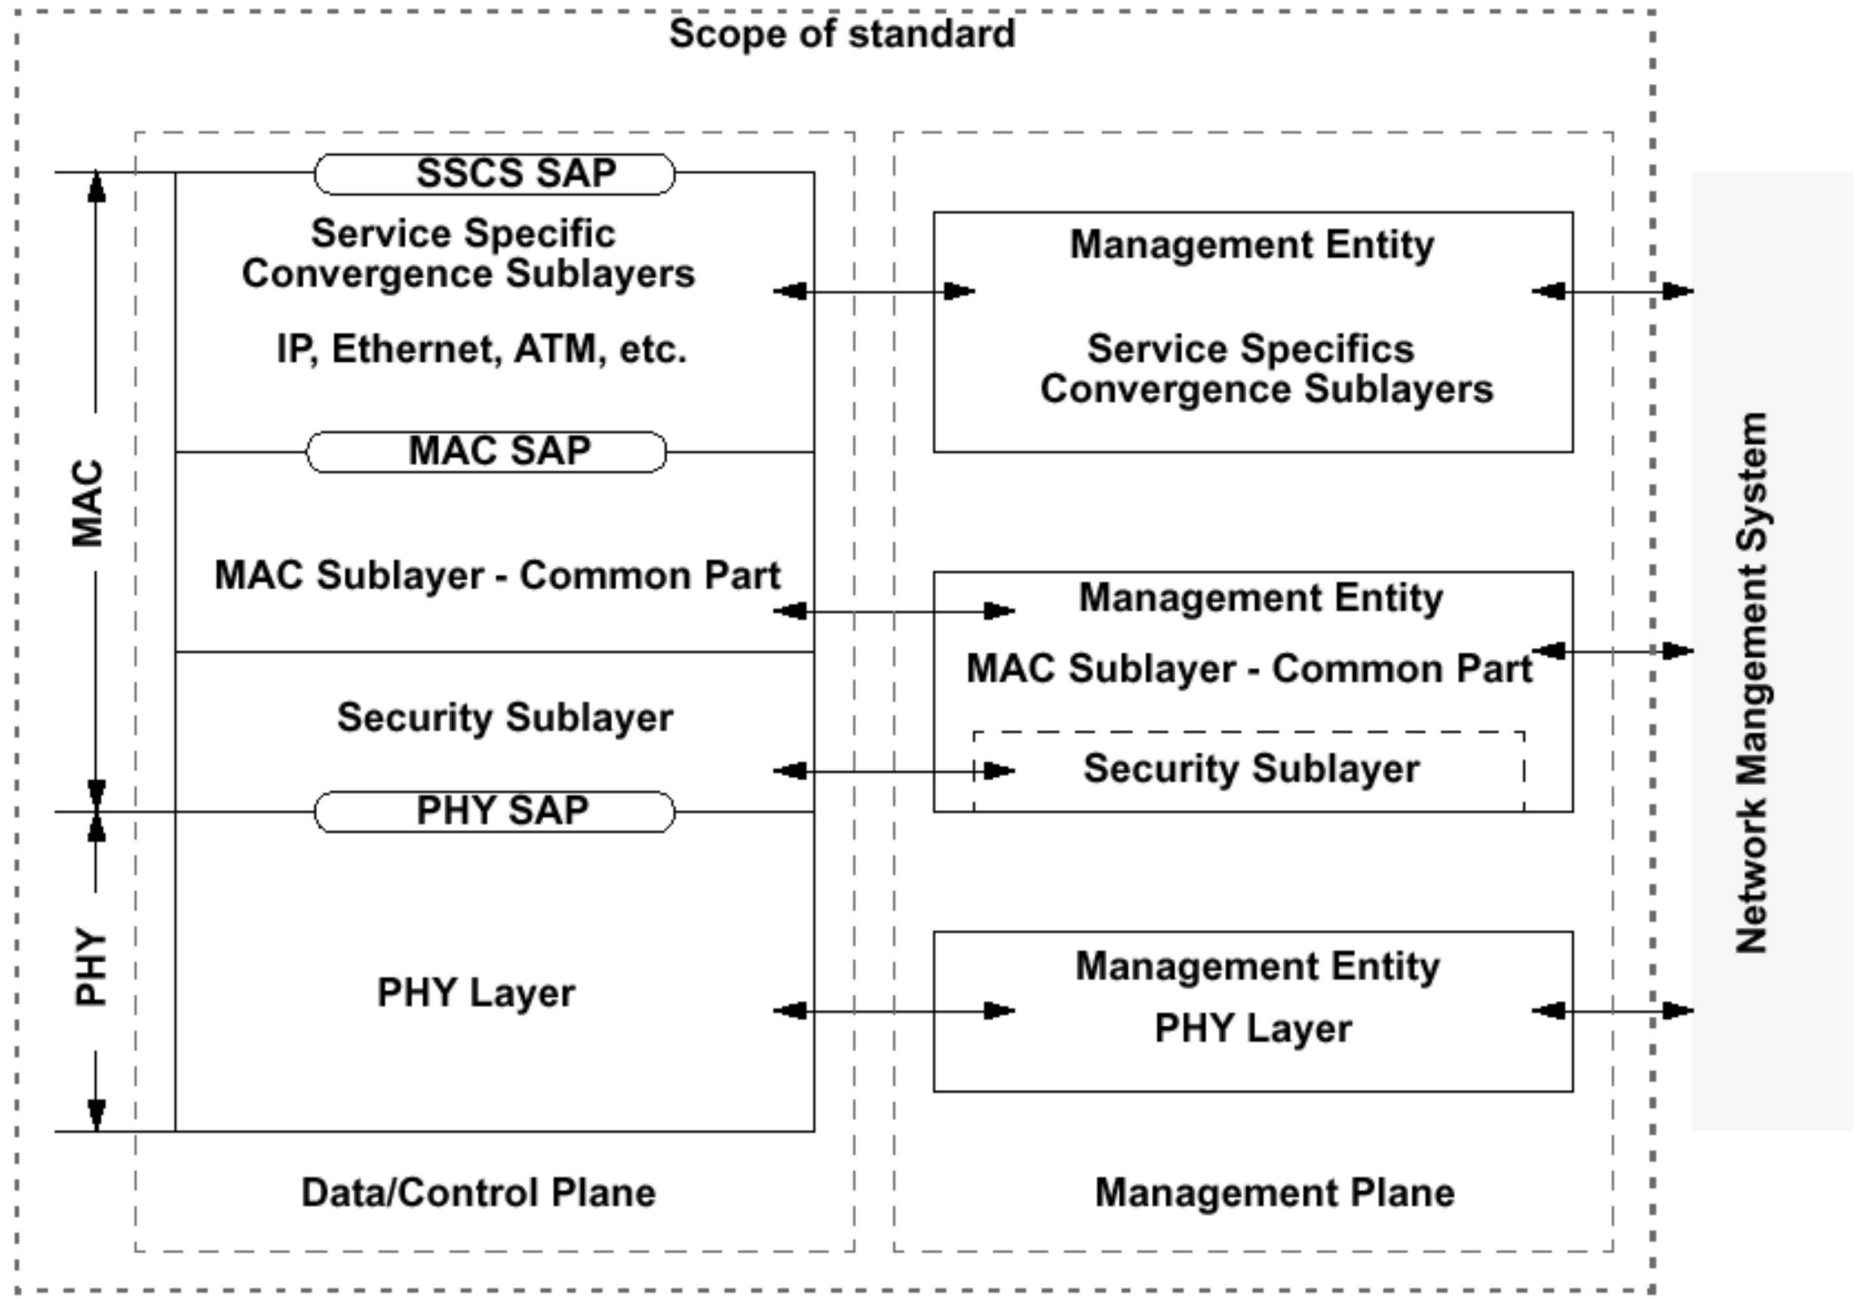 Scope of standard
SSCS SAP
Service Specific
Convergence Sublayers
IP, Ethernet, ATM, etc.
MAC SAP
MAC Sublayer - Common Part
Security Sublayer
PHY SAP
PHY Layer
Data/Control Plane
MAC
PHY
Management Entity
Service Specifics
Convergence Sublayers
Management Entity
MAC Sublayer - Common Part
Security Sublayer
Management Entity
PHY Layer
Management Plane
Network Mangement System